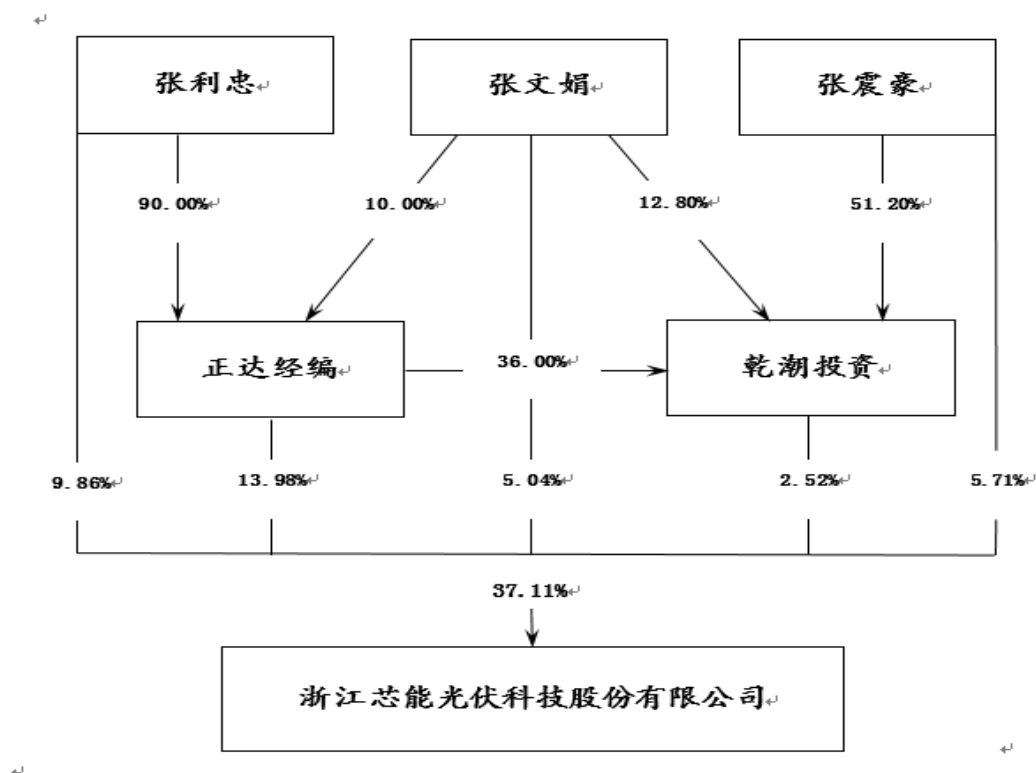 张利忠
张文娟
张震豪
90.00%
10.00%
12.80%
51.20%
正达经编
36.00%
乾潮投资
9.86%
13.98%
5.04%
2.52%
5.71%
37.11%
浙江芯能光伏科技股份有限公司